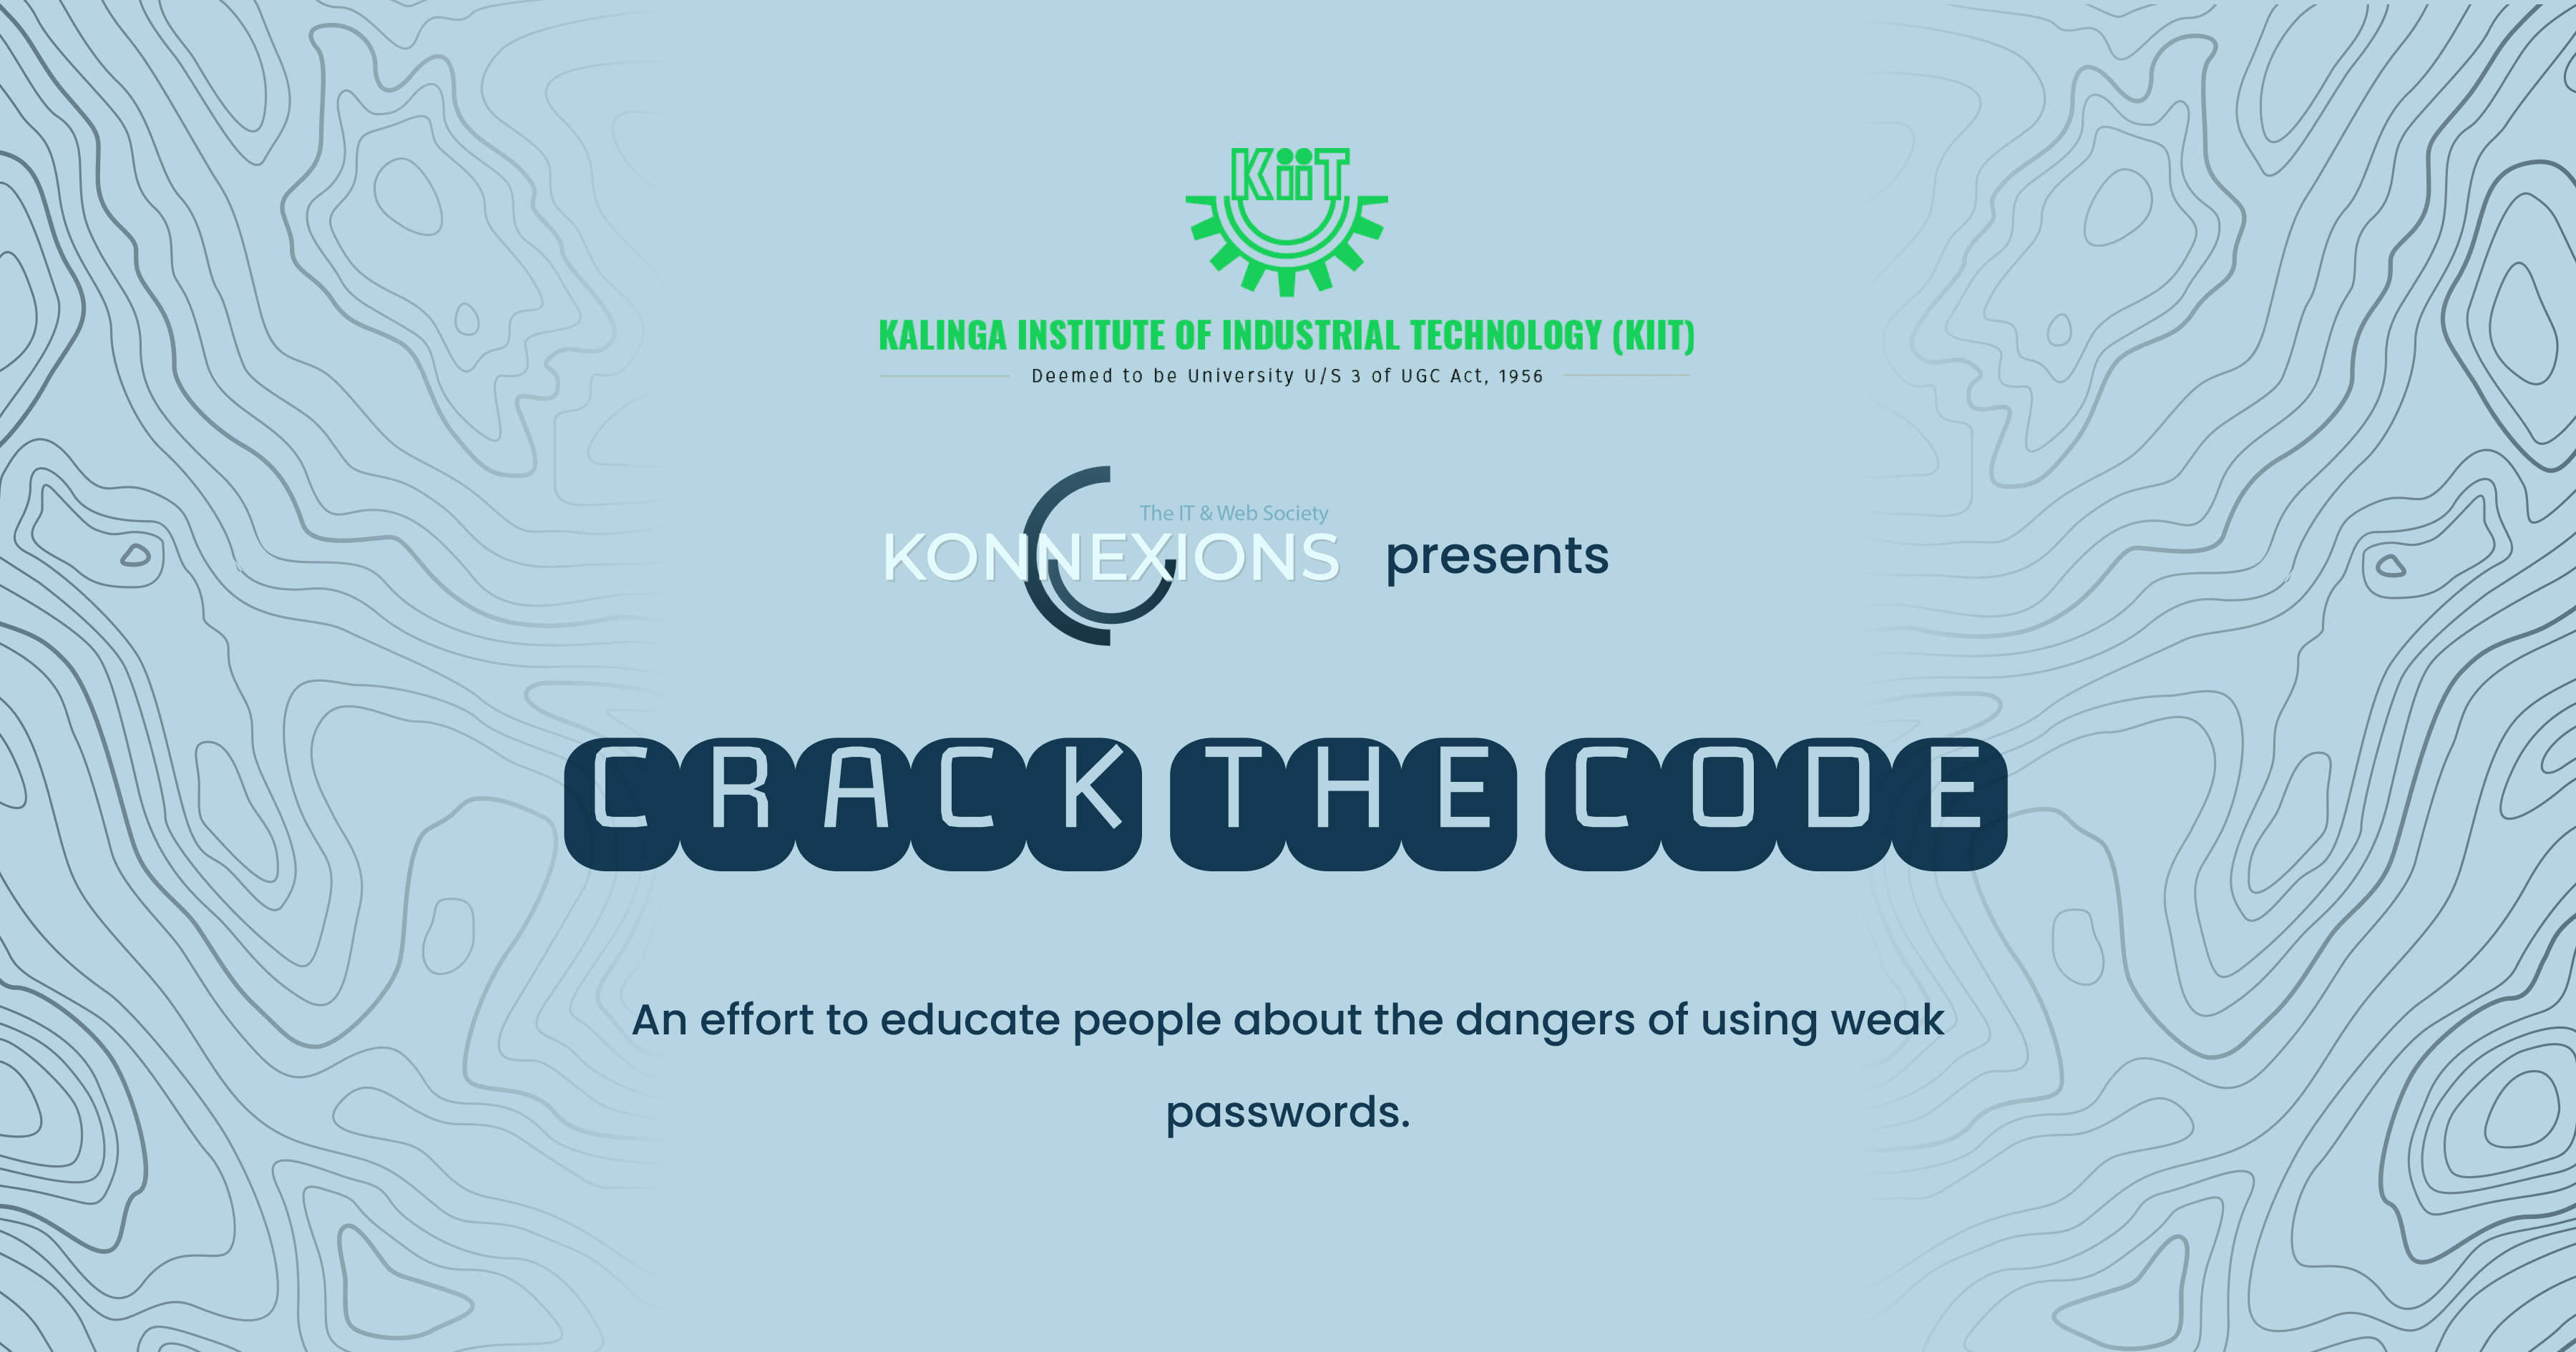 KiiT
KALINGA INSTITUTE OF INDUSTRIAL TECHNOLOGY (KIIT)
Deemed to be University U/S 3 of UGC Act, 1956
The IT & Web Society
KONNEXIONS presents
CRACK THE CODE
An effort to educate people about the dangers of using weak
passwords.